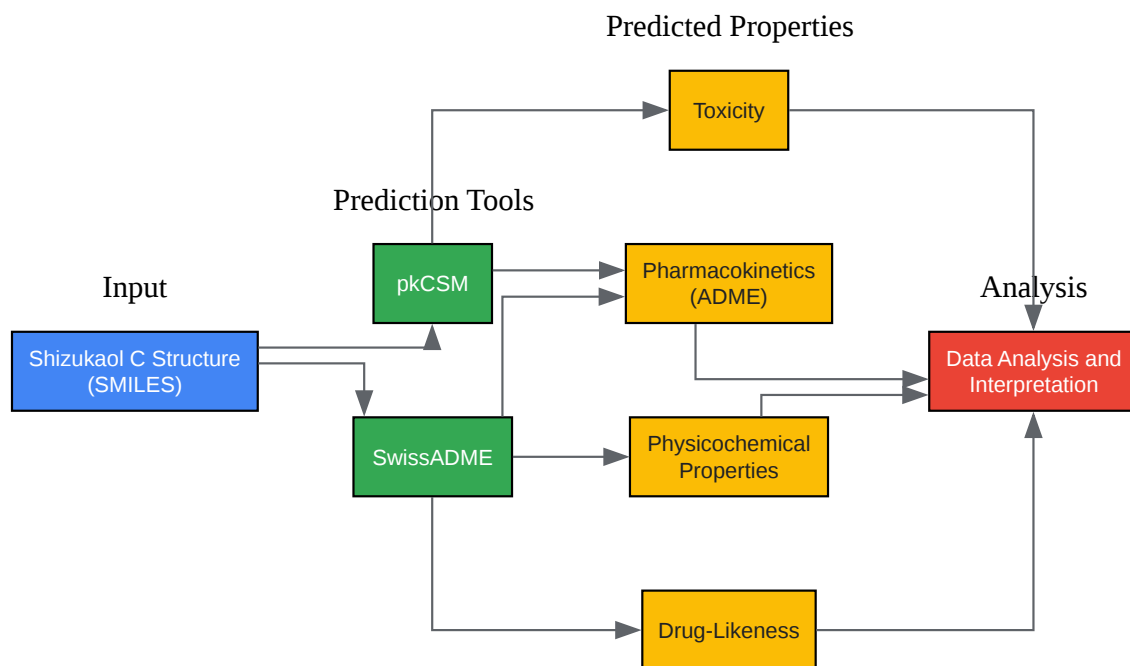 Predicted Properties
Toxicity
Prediction Tools
pkCSM
Pharmacokinetics
(ADME)
Input
Analysis
Shizukaol C Structure
(SMILES)
Data Analysis and
Interpretation
SwissADME
Physicochemical
Properties
Drug-Likeness